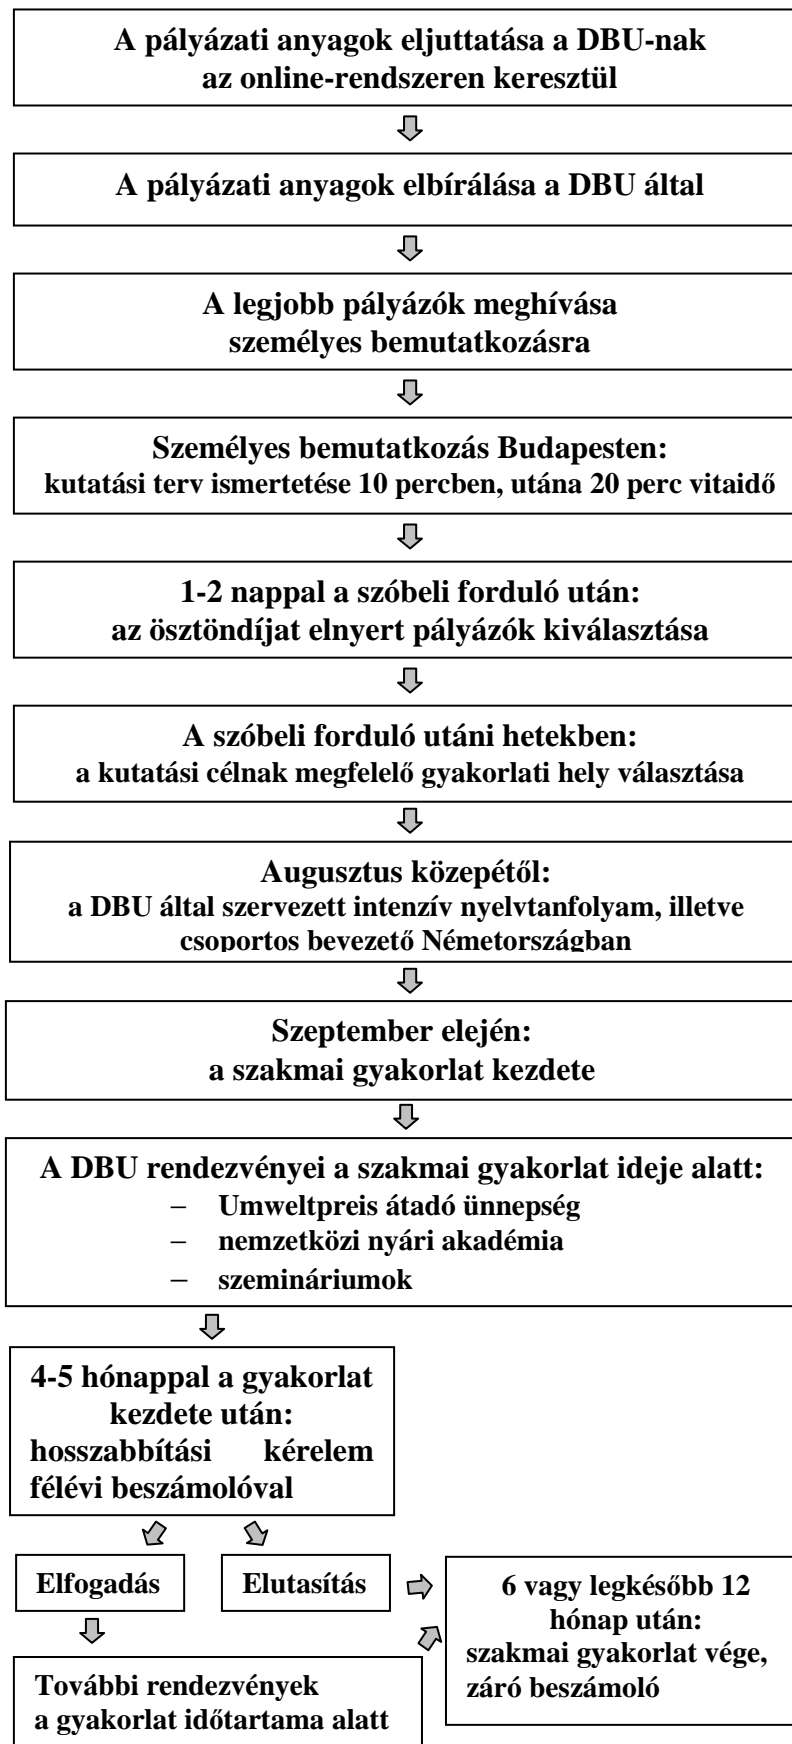 A pályázati anyagok eljuttatása a DBU-nak
az online-rendszeren keresztül
A pályázati anyagok elbírálása a DBU által
A legjobb pályázók meghívása
személyes bemutatkozásra
Személyes bemutatkozás Budapesten:
kutatási terv ismertetése 10 percben, utána 20 perc vitaidő
1-2 nappal a szóbeli forduló után:
az ösztöndíjat elnyert pályázók kiválasztása
A szóbeli forduló utáni hetekben:
a kutatási célnak megfelelő gyakorlati hely választása
Augusztus közepétől:
a DBU által szervezett intenzív nyelvtanfolyam, illetve
csoportos bevezető Németországban
Szeptember elején:
a szakmai gyakorlat kezdete
A DBU rendezvényei a szakmai gyakorlat ideje alatt:
– Umweltpreis átadó ünnepség
– nemzetközi nyári akadémia
– szemináriumok
4-5 hónappal a gyakorlat
kezdete után:
hosszabbítási kérelem
félévi beszámolóval
Elfogadás
Elutasítás
6 vagy legkésőbb 12
hónap után:
szakmai gyakorlat vége,
záró beszámoló
További rendezvények
a gyakorlat időtartama alatt